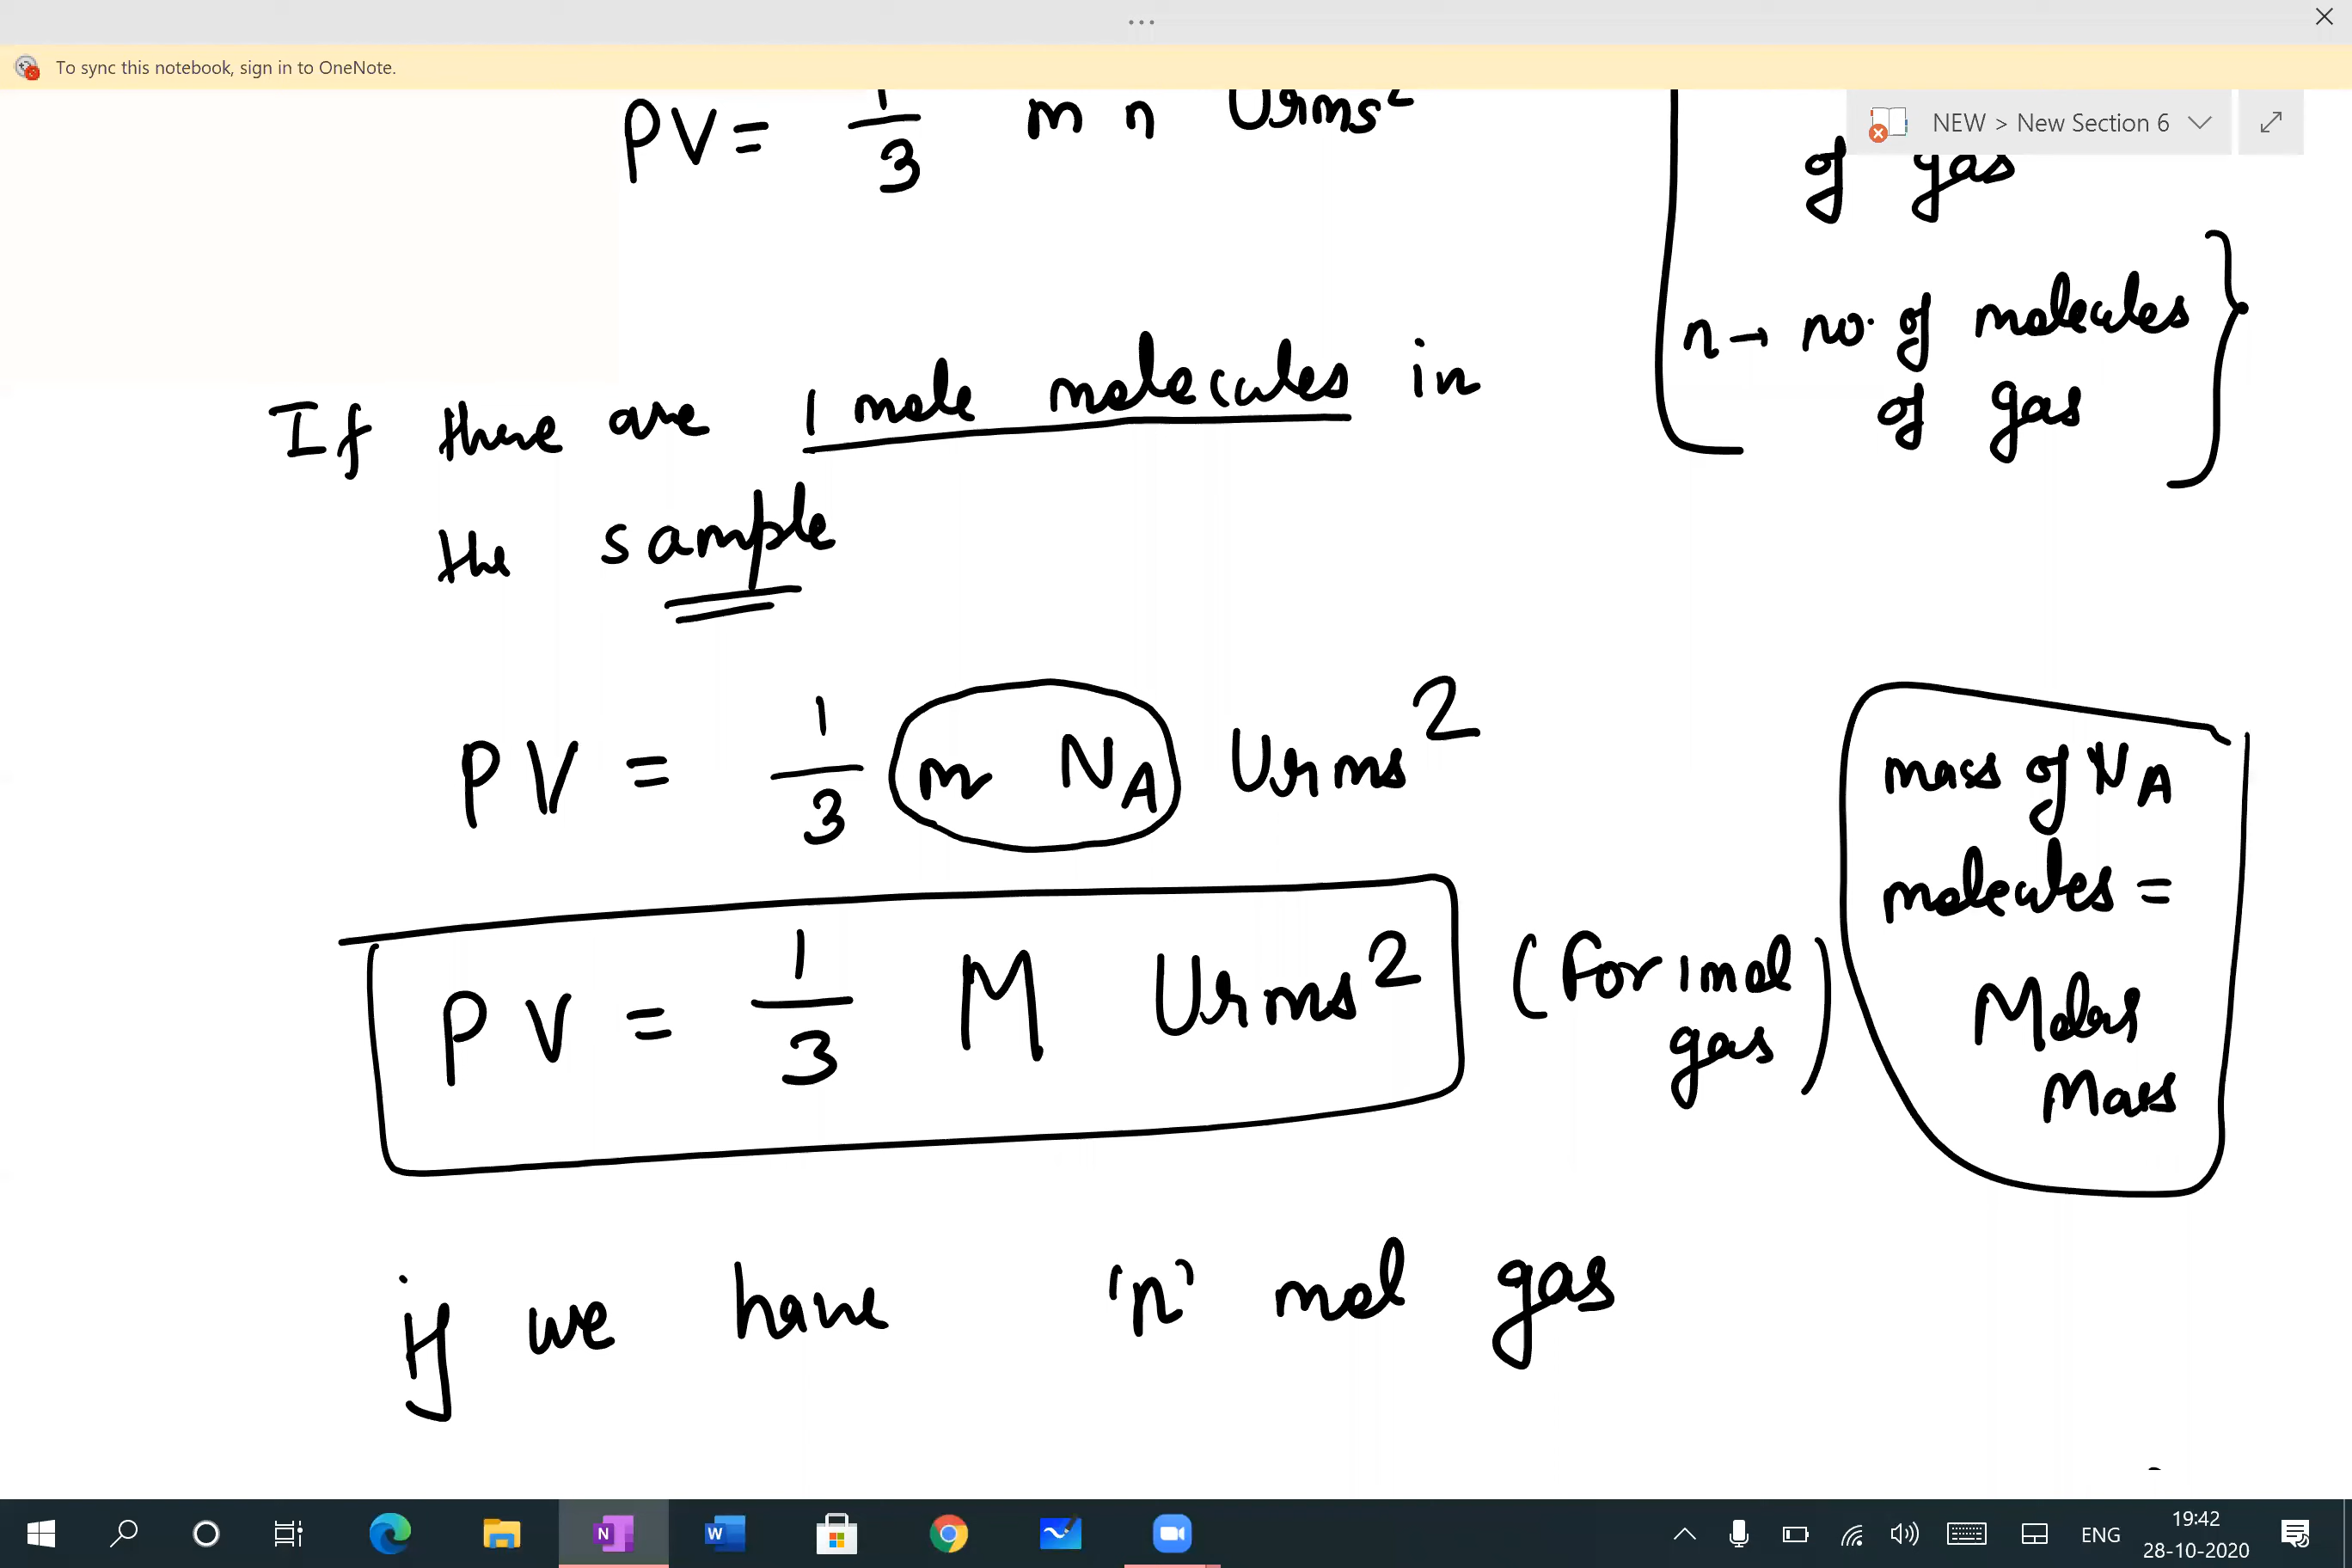 To sync this notebook, sign in to OneNote.
NEW > New Section 6
PV = 1/3 m n Urms²
of gas
n → no. of molecules
of gas
If there are 1 mole molecules in
the sample
PV = 1/3 m NA Urms²
mass of NA
molecules =
Molar
Mass
PV = 1/3 M Urms² (for 1 mol
gas)
if we have 'n' mol gas
ENG
19:42
28-10-2020